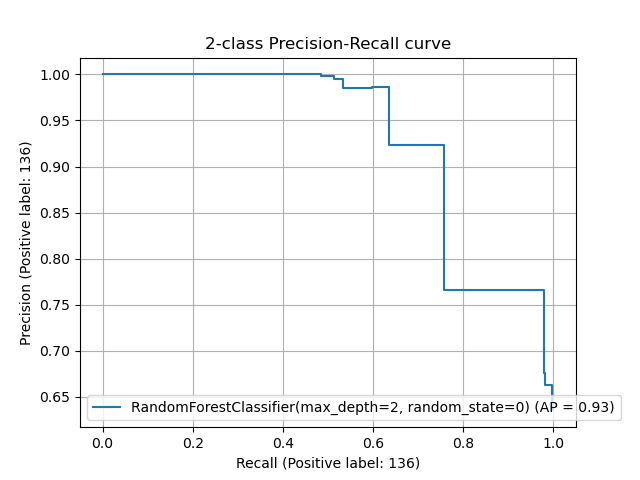 2-class Precision-Recall curve
1.00
0.95
0.90
0.85
0.80
0.75
0.70
0.65
Precision (Positive label: 136)
RandomForestClassifier(max_depth=2, random_state=0) (AP = 0.93)
0.0 0.2 0.4 0.6 0.8 1.0
Recall (Positive label: 136)